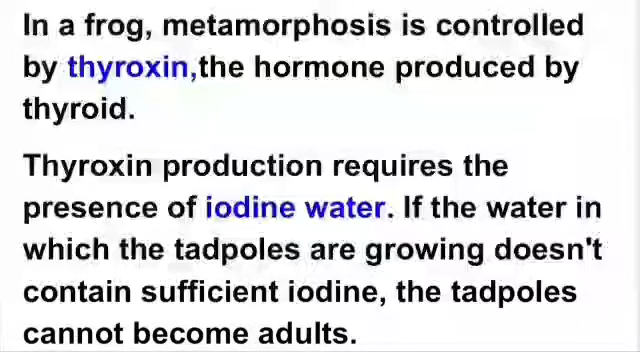 In a frog, metamorphosis is controlled
by thyroxin,the hormone produced by
thyroid.
Thyroxin production requires the
presence of iodine water. If the water in
which the tadpoles are growing doesn't
contain sufficient iodine, the tadpoles
cannot become adults.